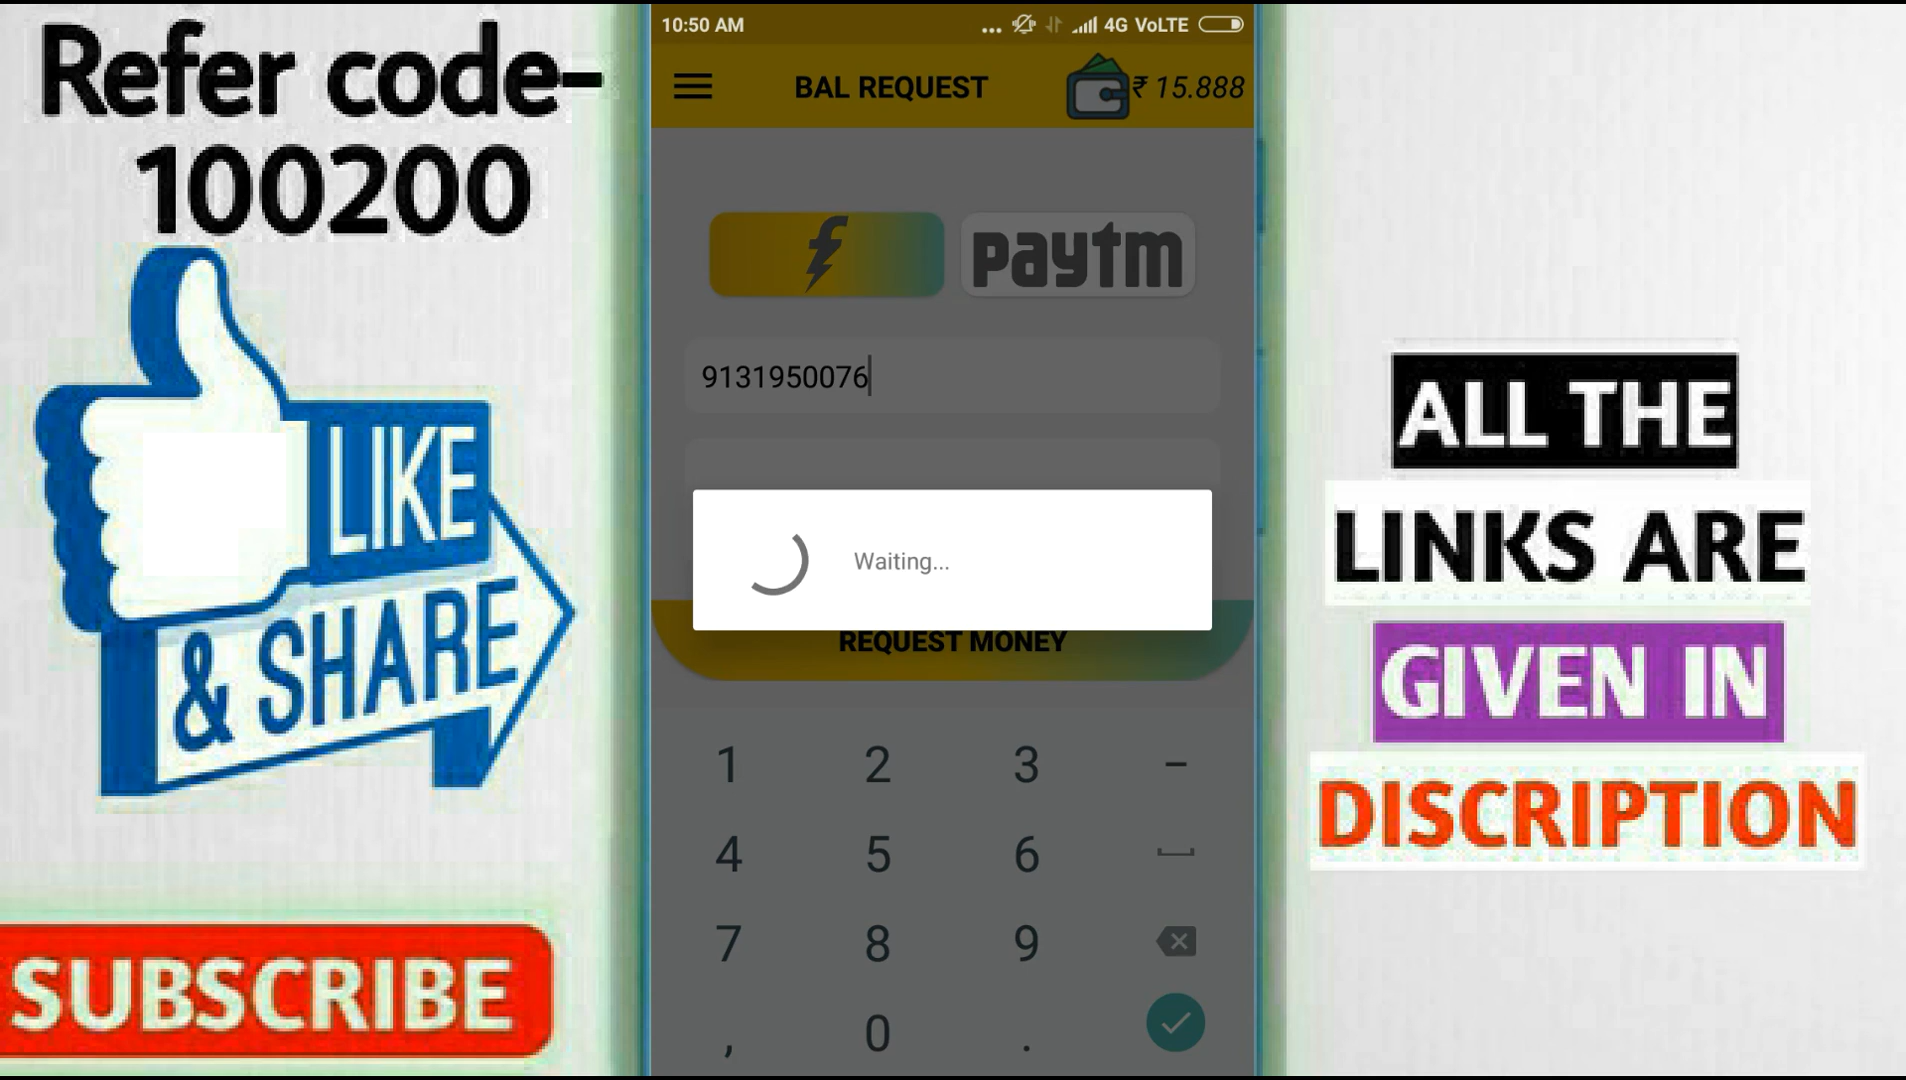 Refer code-
100200
LIKE
& SHARE
SUBSCRIBE
10:50 AM
... 4G VoLTE
BAL REQUEST
₹ 15.888
paytm
9131950076
Waiting...
REQUEST MONEY
1 2 3 -
4 5 6
7 8 9
, 0 .
ALL THE
LINKS ARE
GIVEN IN
DISCRIPTION